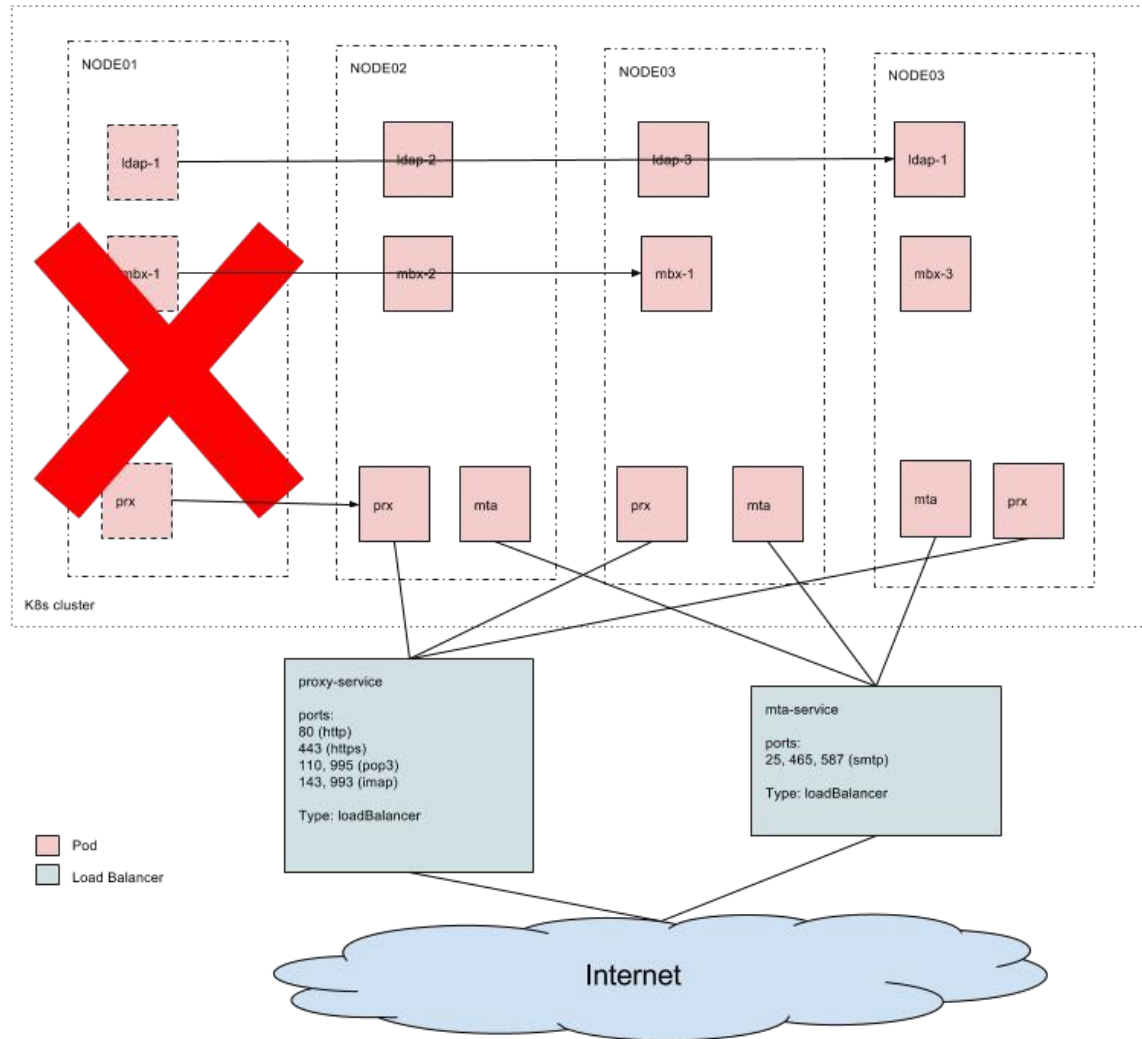 NODE01
NODE02
NODE03
NODE03
ldap-1
ldap-2
ldap-3
ldap-1
mbx-1
mbx-2
mbx-1
mbx-3
prx
prx
mta
prx
mta
mta
prx
K8s cluster
proxy-service
ports:
80 (http)
443 (https)
110, 995 (pop3)
143, 993 (imap)
Type: loadBalancer
mta-service
ports:
25, 465, 587 (smtp)
Type: loadBalancer
Pod
Load Balancer
Internet